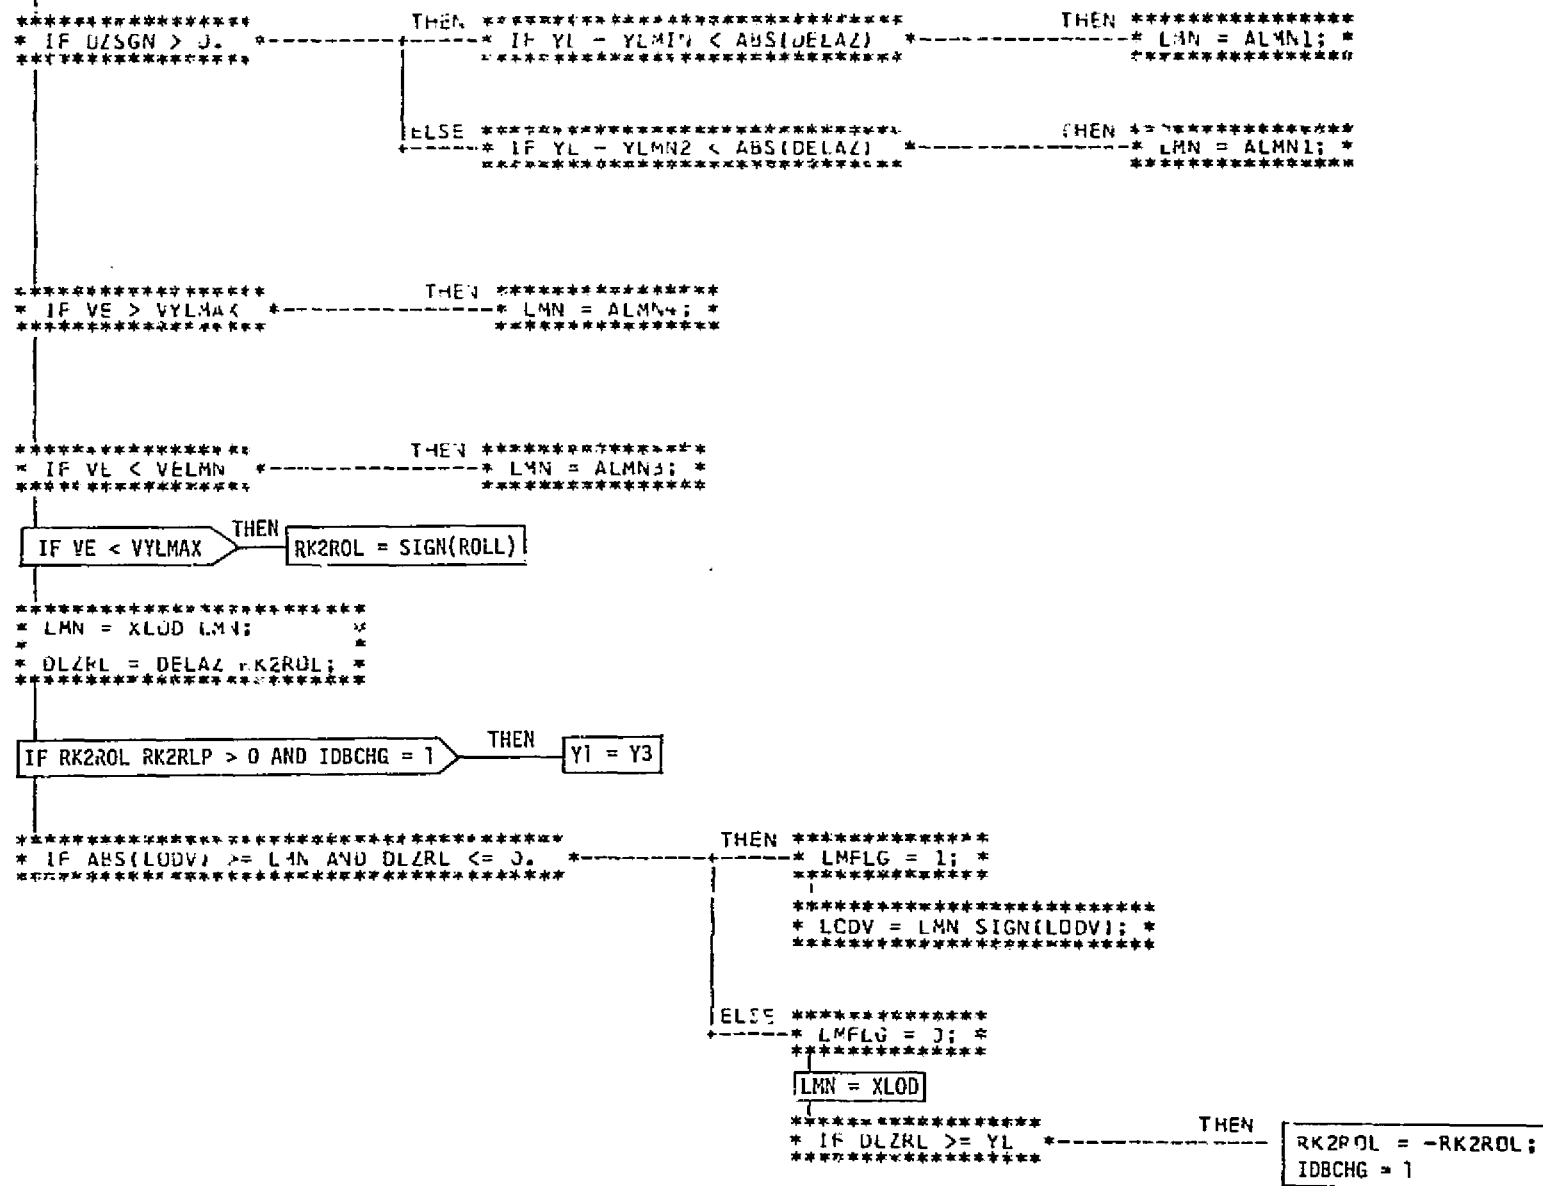 THEN THEN
* IF DZSGN > 0. * * IF YL - YLMIN < ABS(DELAZ) * * LMN = ALMN1; *
ELSE THEN
* IF YL - YLMN2 < ABS(DELAZ) * * LMN = ALMN1; *
THEN
* IF VE > VYLMAX * * LMN = ALMN4; *
THEN
* IF VE < VELMN * * LMN = ALMN3; *
THEN
IF VE < VYLMAX RK2ROL = SIGN(ROLL)
* LMN = XLOD LMN; *
* DLZRL = DELAZ RK2ROL; *
THEN
IF RK2ROL RK2RLP > 0 AND IDBCHG = 1 Y1 = Y3
THEN
* IF ABS(LODV) >= LMN AND DLZRL <= 0. * * LMFLG = 1; *
* LODV = LMN SIGN(LODV); *
ELSE
* LMFLG = 0; *
LMN = XLOD
THEN
* IF DLZRL >= YL * RK2ROL = -RK2ROL;
IDBCHG = 1